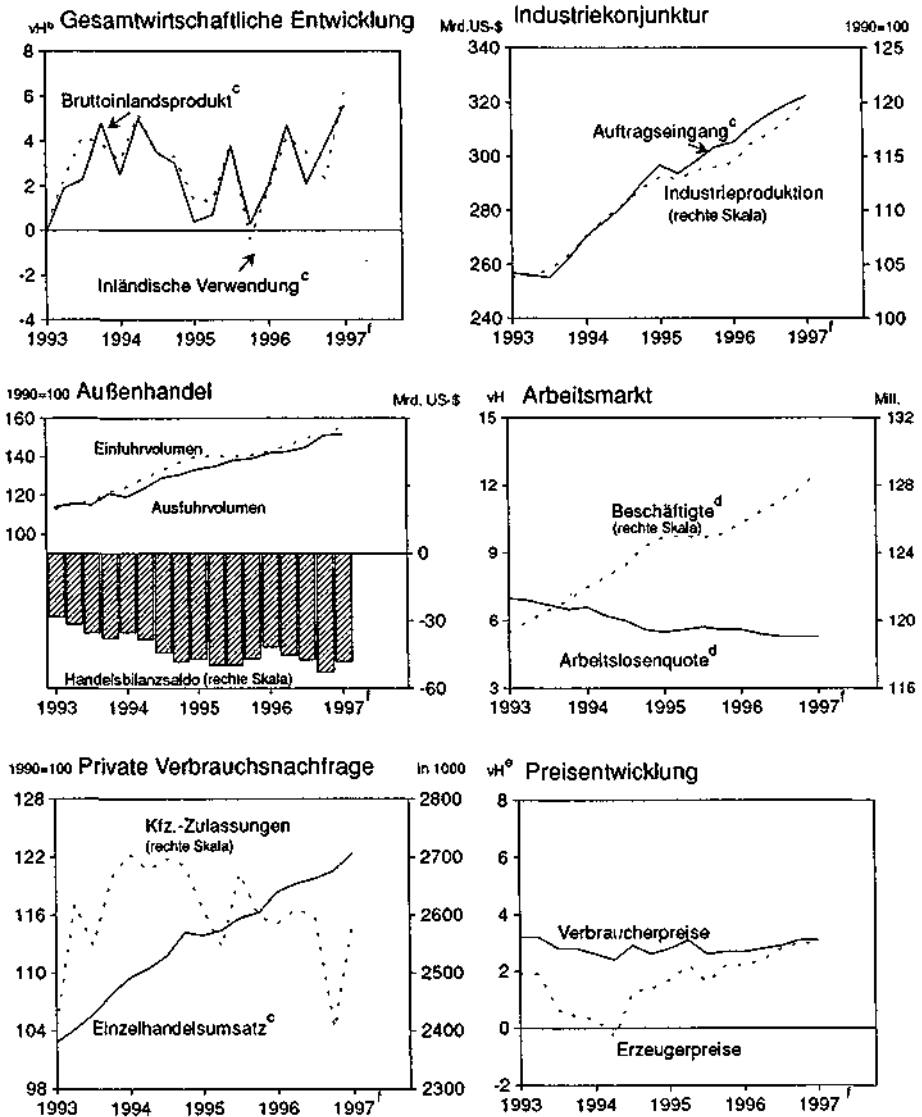 vH b Gesamtwirtschaftliche Entwicklung
8
6
4
2
0
-2
-4
Bruttoinlandsprodukt c
Inländische Verwendung c
1993 1994 1995 1996 1997 f
Mrd.US-$ Industriekonjunktur 1990=100
340
320
300
280
260
240
125
120
115
110
105
100
Auftragseingang c
Industrieproduktion
(rechte Skala)
1993 1994 1995 1996 1997 f
1990=100 Außenhandel Mrd. US-$
160
140
120
100
0
-30
-60
Einfuhrvolumen
Ausfuhrvolumen
Handelsbilanzsaldo (rechte Skala)
1993 1994 1995 1996 1997 f
vH Arbeitsmarkt Mill.
15
12
9
6
3
132
128
124
120
116
Beschäftigte d
(rechte Skala)
Arbeitslosenquote d
1993 1994 1995 1996 1997 f
1990=100 Private Verbrauchsnachfrage in 1000
128
122
116
110
104
98
2800
2700
2600
2500
2400
2300
Kfz.-Zulassungen
(rechte Skala)
Einzelhandelsumsatz c
1993 1994 1995 1996 1997 f
vH e Preisentwicklung
8
6
4
2
0
-2
Verbraucherpreise
Erzeugerpreise
1993 1994 1995 1996 1997 f